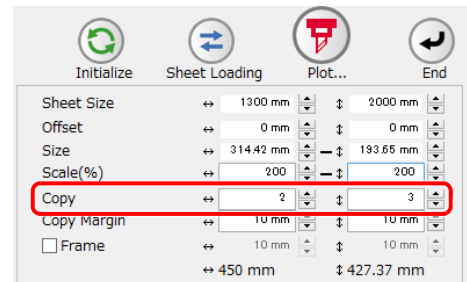 Initialize Sheet Loading Plot... End
Sheet Size ↔ 1300 mm ↕ 2000 mm
Offset ↔ 0 mm ↕ 0 mm
Size ↔ 314.42 mm ↕ 193.65 mm
Scale(%) ↔ 200 ↕ 200
Copy ↔ 2 ↕ 3
Copy Margin ↔ 10 mm ↕ 10 mm
Frame ↔ 10 mm ↕ 10 mm
↔ 450 mm ↕ 427.37 mm